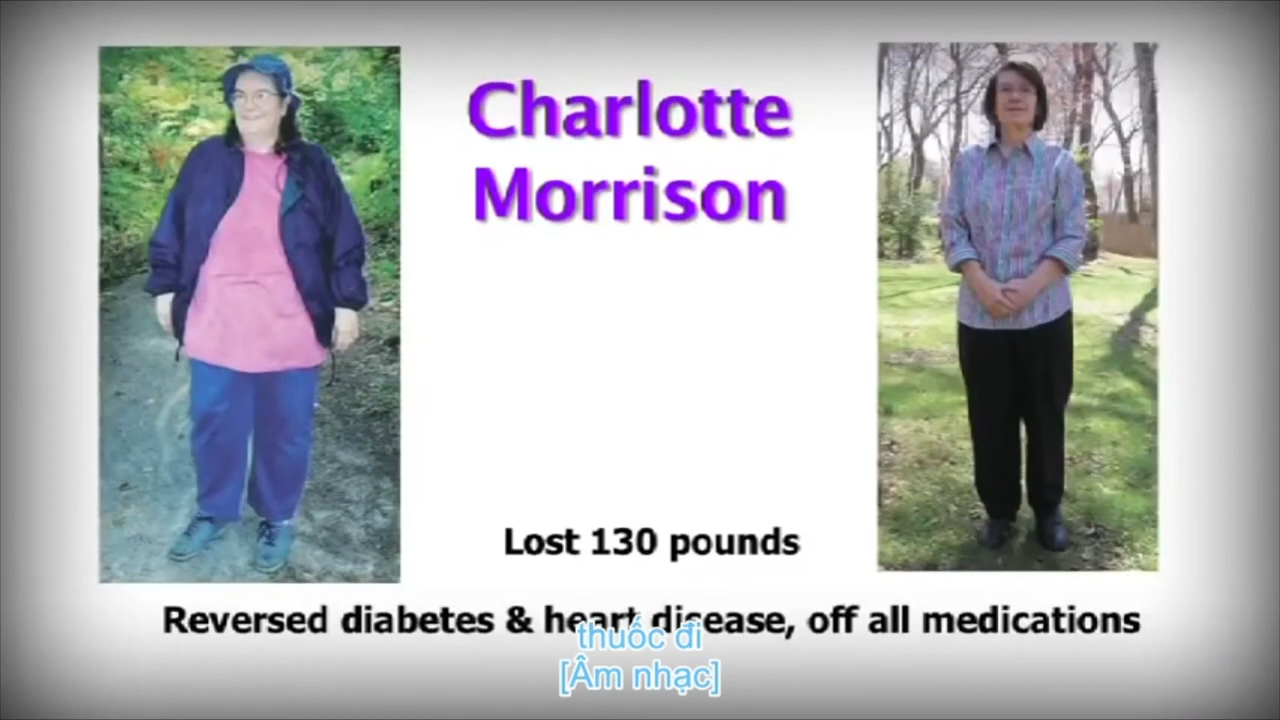 Charlotte
Morrison
Lost 130 pounds
Reversed diabetes & heart disease, off all medications
thuốc đi
[Âm nhạc]